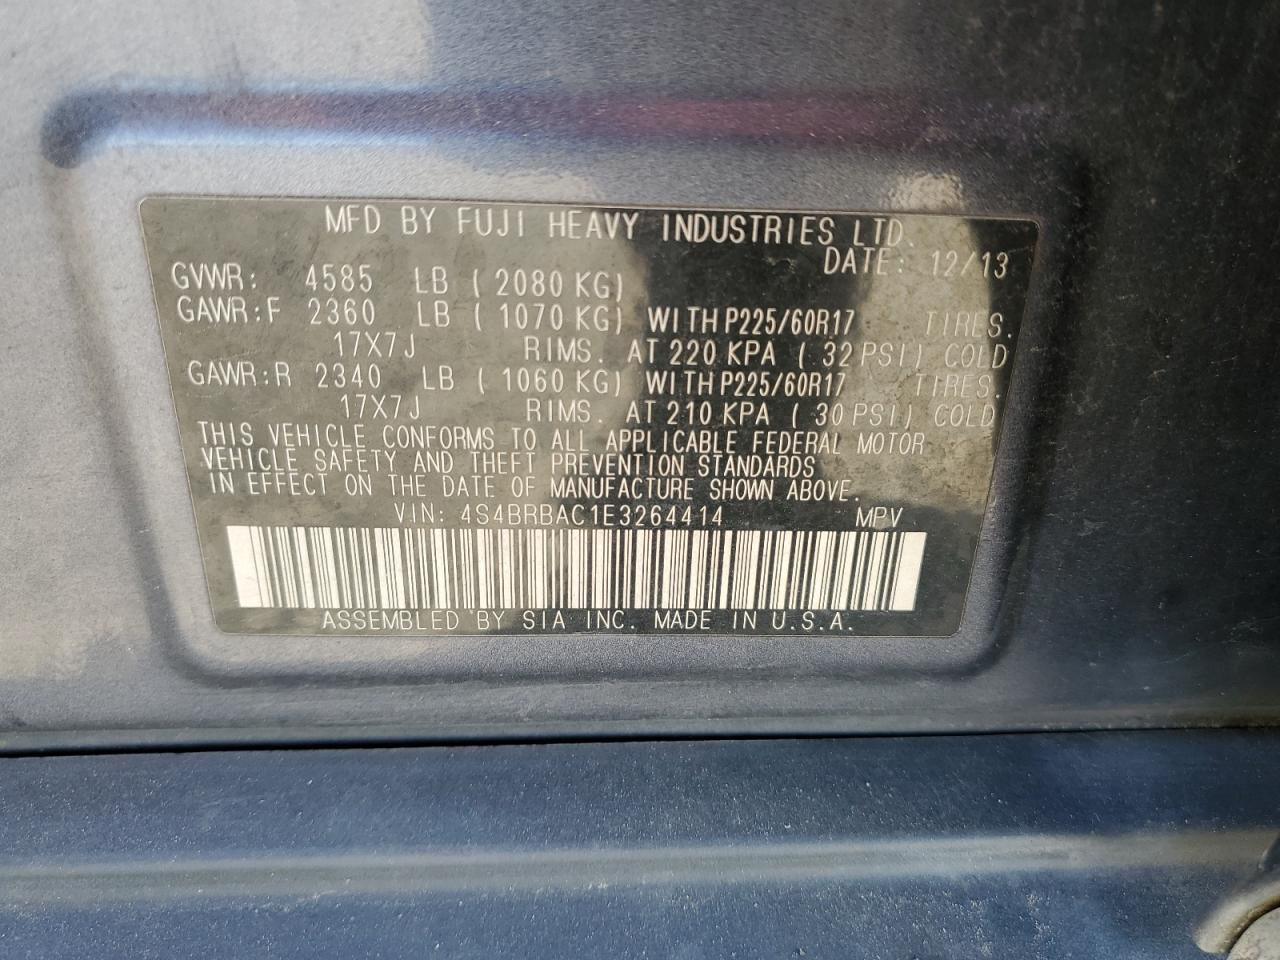 MFD BY FUJI HEAVY INDUSTRIES LTD.
DATE: 12/13
GVWR: 4585 LB ( 2080 KG)
GAWR:F 2360 LB ( 1070 KG) WITH P225/60R17 TIRES.
17X7J RIMS. AT 220 KPA ( 32 PSI) COLD
GAWR:R 2340 LB ( 1060 KG) WITH P225/60R17 TIRES.
17X7J RIMS. AT 210 KPA ( 30 PSI) COLD
THIS VEHICLE CONFORMS TO ALL APPLICABLE FEDERAL MOTOR
VEHICLE SAFETY AND THEFT PREVENTION STANDARDS
IN EFFECT ON THE DATE OF MANUFACTURE SHOWN ABOVE.
VIN: 4S4BRBAC1E3264414 MPV
ASSEMBLED BY SIA INC. MADE IN U.S.A.